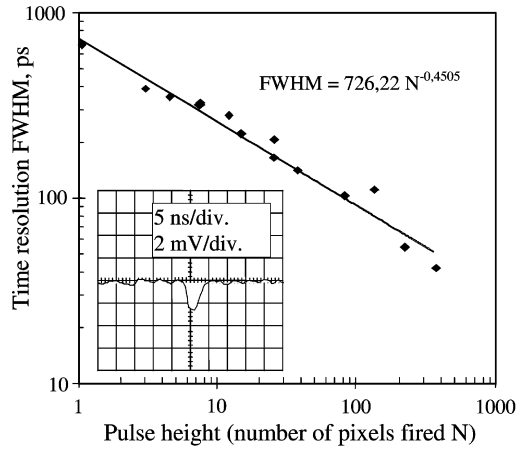 1000
100
10
Time resolution FWHM, ps
FWHM = 726,22 N-0,4505
5 ns/div.
2 mV/div.
1 10 100 1000
Pulse height (number of pixels fired N)